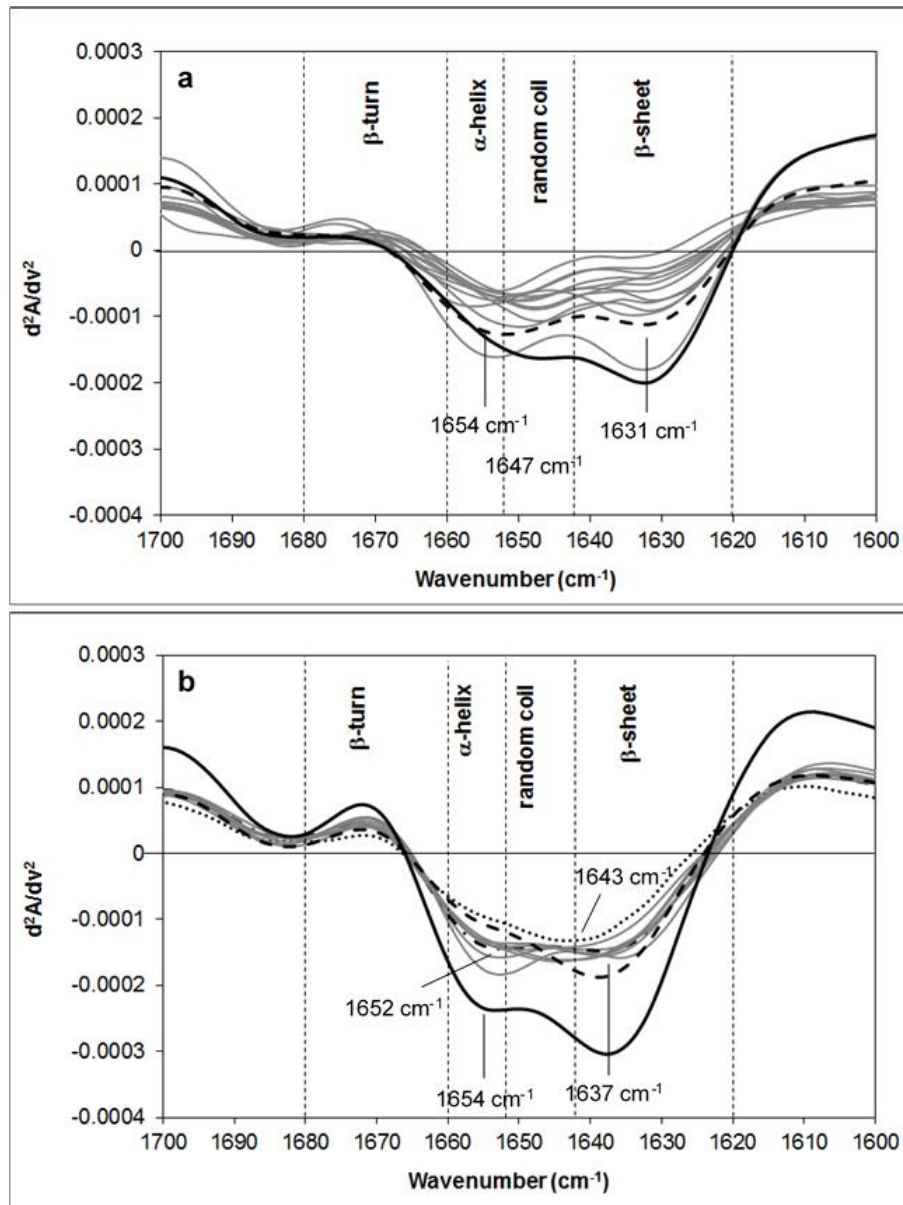 a
0.0003
0.0002
0.0001
0
-0.0001
-0.0002
-0.0003
-0.0004
d²A/dv²
β-turn
α-helix
random coil
β-sheet
1654 cm⁻¹
1631 cm⁻¹
1647 cm⁻¹
1700 1690 1680 1670 1660 1650 1640 1630 1620 1610 1600
Wavenumber (cm⁻¹)
b
0.0003
0.0002
0.0001
0
-0.0001
-0.0002
-0.0003
-0.0004
d²A/dv²
β-turn
α-helix
random coil
β-sheet
1643 cm⁻¹
1652 cm⁻¹
1654 cm⁻¹
1637 cm⁻¹
1700 1690 1680 1670 1660 1650 1640 1630 1620 1610 1600
Wavenumber (cm⁻¹)